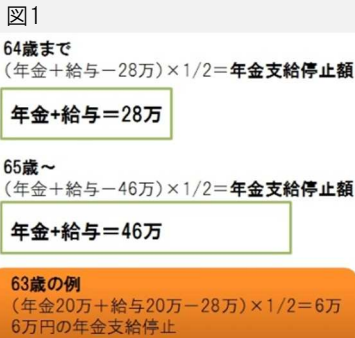 図1
64歳まで
(年金+給与-28万)×1/2=年金支給停止額
年金+給与=28万
65歳～
(年金+給与-46万)×1/2=年金支給停止額
年金+給与=46万
63歳の例
(年金20万+給与20万-28万)×1/2=6万
6万円の年金支給停止